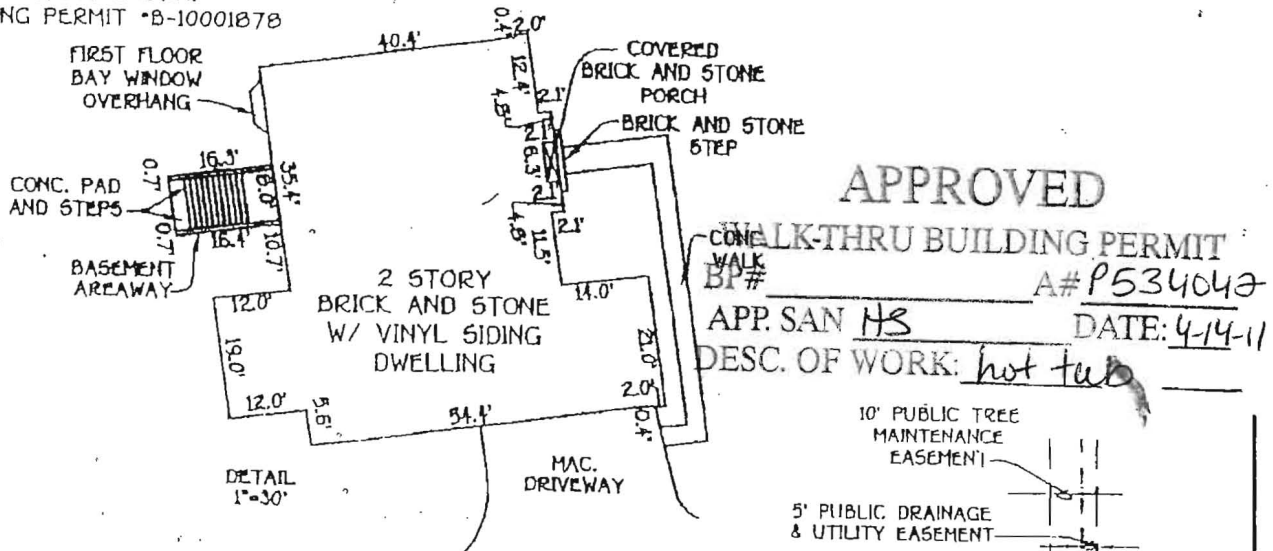 NG PERMIT *B-10001878
FIRST FLOOR
BAY WINDOW
OVERHANG
40.4'
0.4'
2.0'
12.4'
COVERED
BRICK AND STONE
PORCH
BRICK AND STONE
STEP
4.8'
2.1'
2.1'
6.3'
2.1'
4.8'
2.1'
11.5'
CONC. PAD
AND STEPS
0.7'
16.3'
8.0'
35.4'
0.7'
16.4'
10.7'
BASEMENT
AREAWAY
12.0'
19.0'
12.0'
5.6'
2 STORY
BRICK AND STONE
W/ VINYL SIDING
DWELLING
14.0'
21.0'
2.0'
0.4'
54.4'
CONC.
WALK
MAC.
DRIVEWAY
DETAIL
1"=30'
APPROVED
WALK-THRU BUILDING PERMIT
BP# A# P534042
APP. SAN HS DATE: 4-14-11
DESC. OF WORK: hot tub
10' PUBLIC TREE
MAINTENANCE
EASEMENT
5' PUBLIC DRAINAGE
& UTILITY EASEMENT